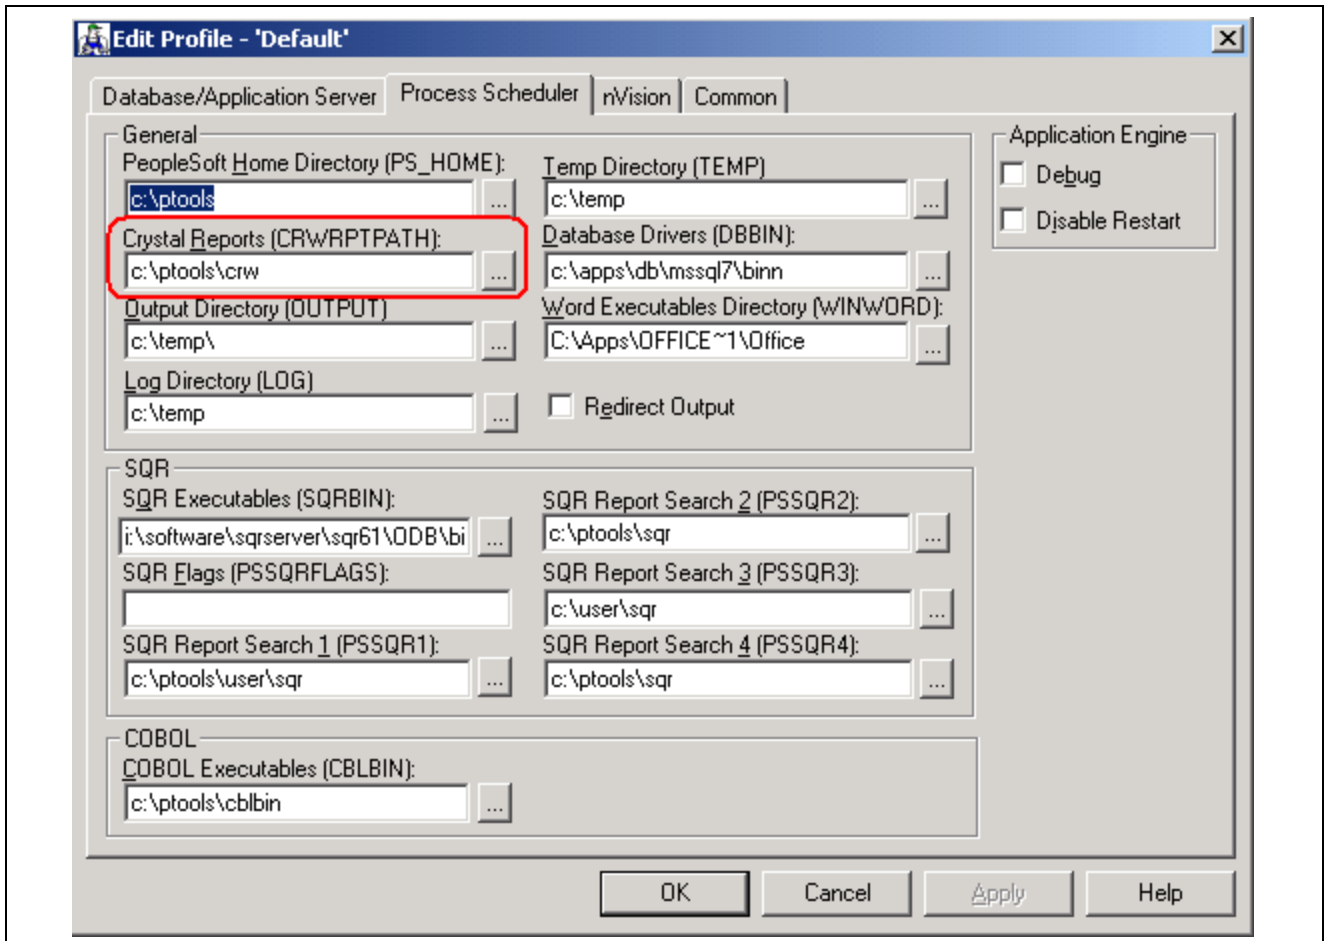 Edit Profile - 'Default'
Database/Application Server Process Scheduler nVision Common
General
PeopleSoft Home Directory (PS_HOME):
c:\ptools
...
Crystal Reports (CRWRPTPATH):
c:\ptools\crw
...
Output Directory (OUTPUT)
c:\temp\
...
Log Directory (LOG)
c:\temp
...
Temp Directory (TEMP)
c:\temp
...
Database Drivers (DBBIN):
c:\apps\db\mssql7\binn
...
Word Executables Directory (WINWORD):
C:\Apps\OFFICE~1\Office
...
Redirect Output
Application Engine
Debug
Disable Restart
SQR
SQR Executables (SQRBIN):
i:\software\sqrserver\sqr61\ODB\bi
...
SQR Flags (PSSQRFLAGS):
SQR Report Search 1 (PSSQR1):
c:\ptools\user\sqr
...
SQR Report Search 2 (PSSQR2):
c:\ptools\sqr
...
SQR Report Search 3 (PSSQR3):
c:\user\sqr
...
SQR Report Search 4 (PSSQR4):
c:\ptools\sqr
...
COBOL
COBOL Executables (CBLBIN):
c:\ptools\cblbin
...
OK Cancel Apply Help